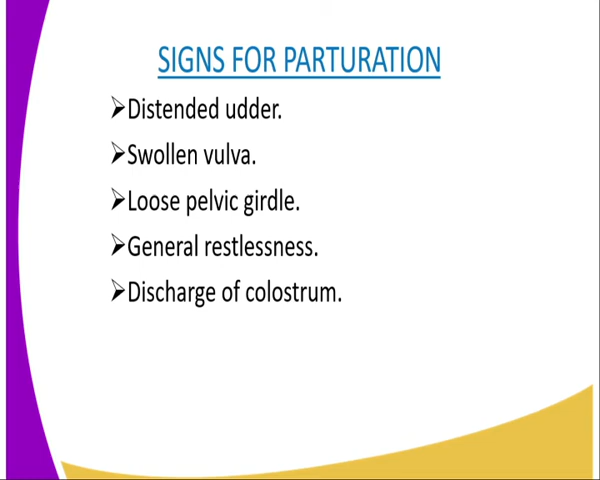 SIGNS FOR PARTURATION
➢Distended udder.
➢Swollen vulva.
➢Loose pelvic girdle.
➢General restlessness.
➢Discharge of colostrum.